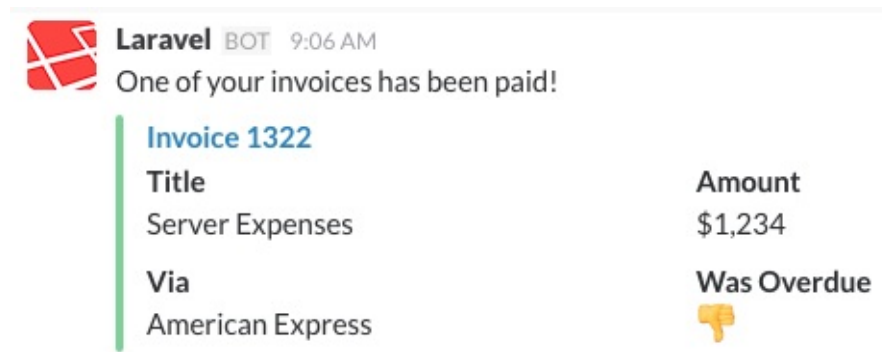 Laravel BOT 9:06 AM
One of your invoices has been paid!
Invoice 1322
Title Amount
Server Expenses $1,234
Via Was Overdue
American Express 👎